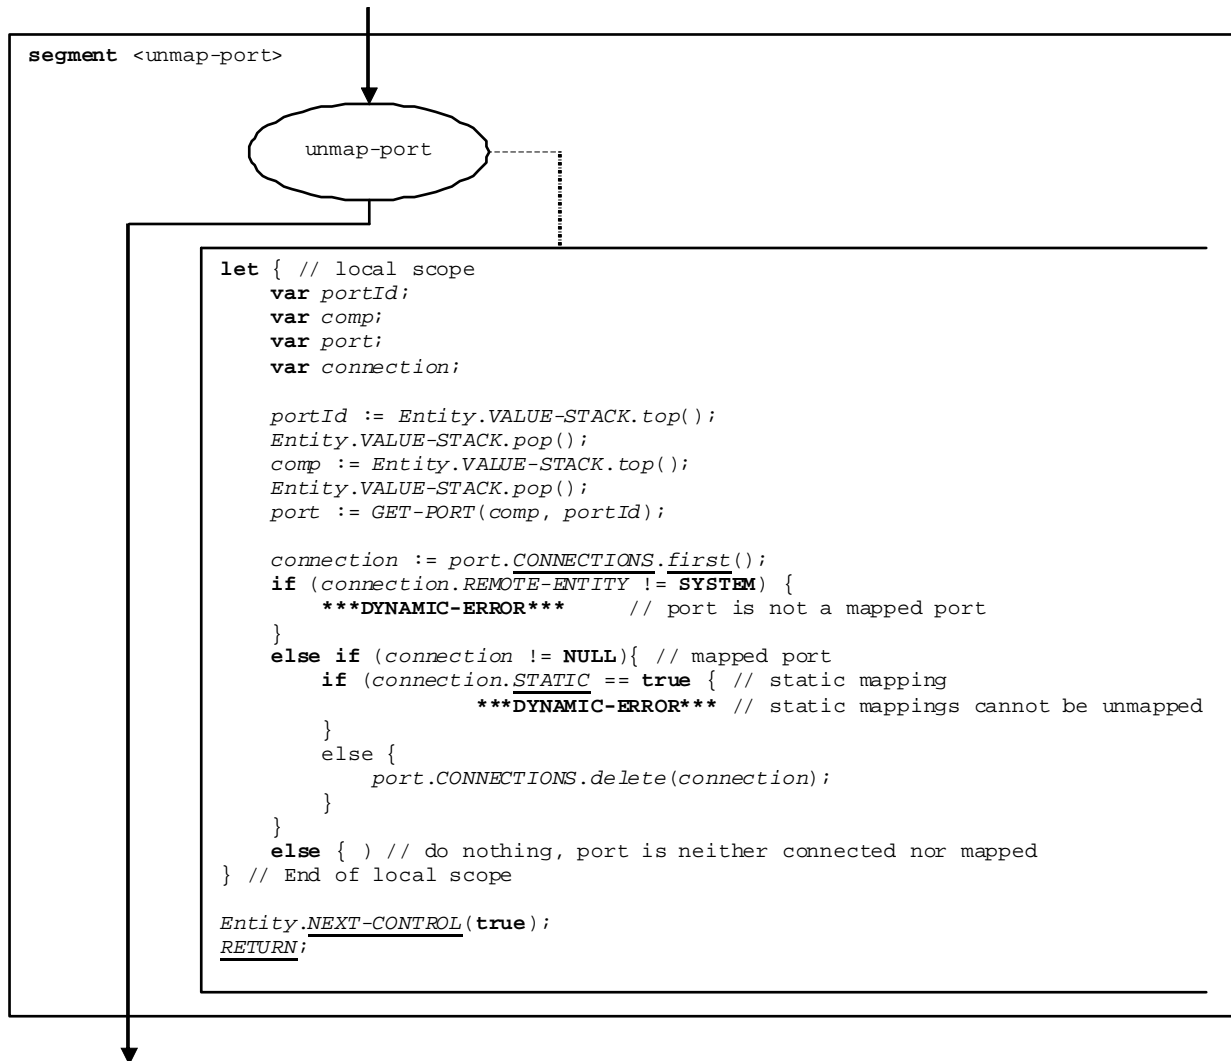 segment <unmap-port>
unmap-port
let { // local scope
var portId;
var comp;
var port;
var connection;
portId := Entity.VALUE-STACK.top();
Entity.VALUE-STACK.pop();
comp := Entity.VALUE-STACK.top();
Entity.VALUE-STACK.pop();
port := GET-PORT(comp, portId);
connection := port.CONNECTIONS.first();
if (connection.REMOTE-ENTITY != SYSTEM) {
***DYNAMIC-ERROR*** // port is not a mapped port
}
else if (connection != NULL){ // mapped port
if (connection.STATIC == true { // static mapping
***DYNAMIC-ERROR*** // static mappings cannot be unmapped
}
else {
port.CONNECTIONS.delete(connection);
}
}
else { ) // do nothing, port is neither connected nor mapped
} // End of local scope
Entity.NEXT-CONTROL(true);
RETURN;